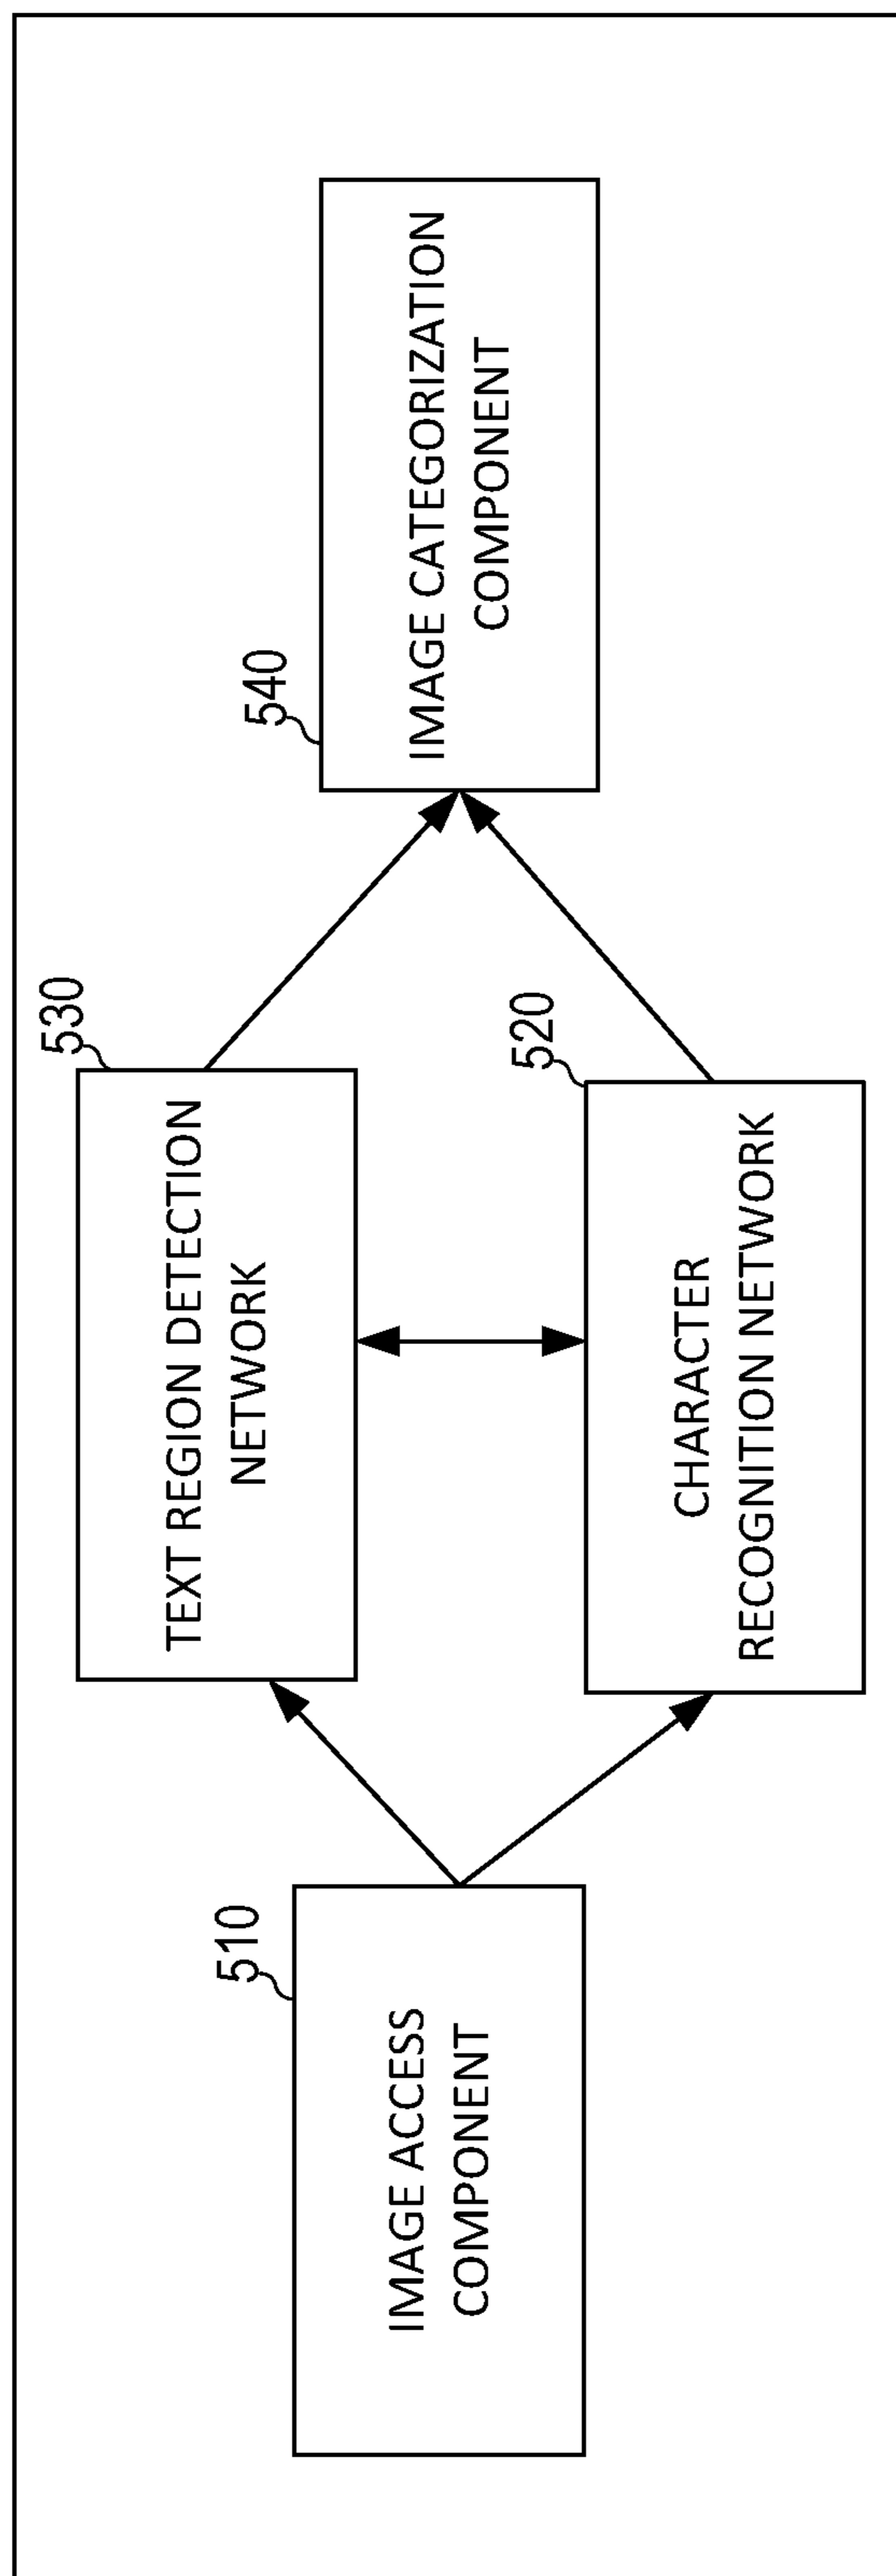 510
IMAGE ACCESS
COMPONENT
530
TEXT REGION DETECTION
NETWORK
520
CHARACTER
RECOGNITION NETWORK
540
IMAGE CATEGORIZATION
COMPONENT